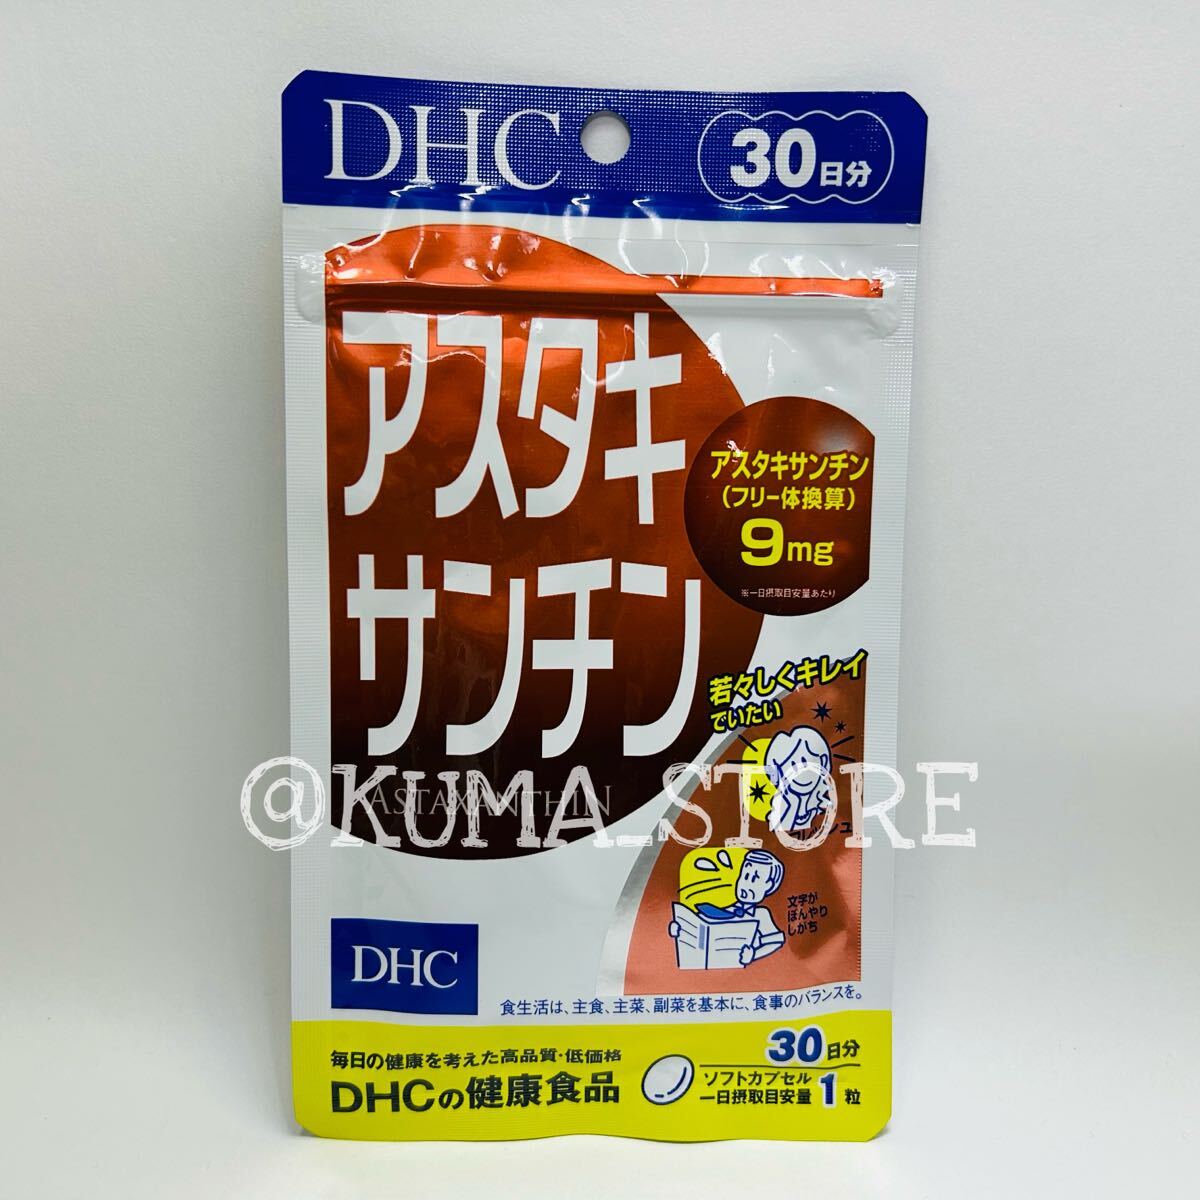 DHC
30日分
アスタキ
サンチン
ASTAXANTHIN
アスタキサンチン
(フリー体換算)
9mg
※一日摂取目安量あたり
若々しくキレイ
でいたい
文字が
ぼんやり
しがち
@KUMA_STORE
DHC
食生活は、主食、主菜、副菜を基本に、食事のバランスを。
毎日の健康を考えた高品質・低価格
DHCの健康食品
30日分
ソフトカプセル
一日摂取目安量 1粒